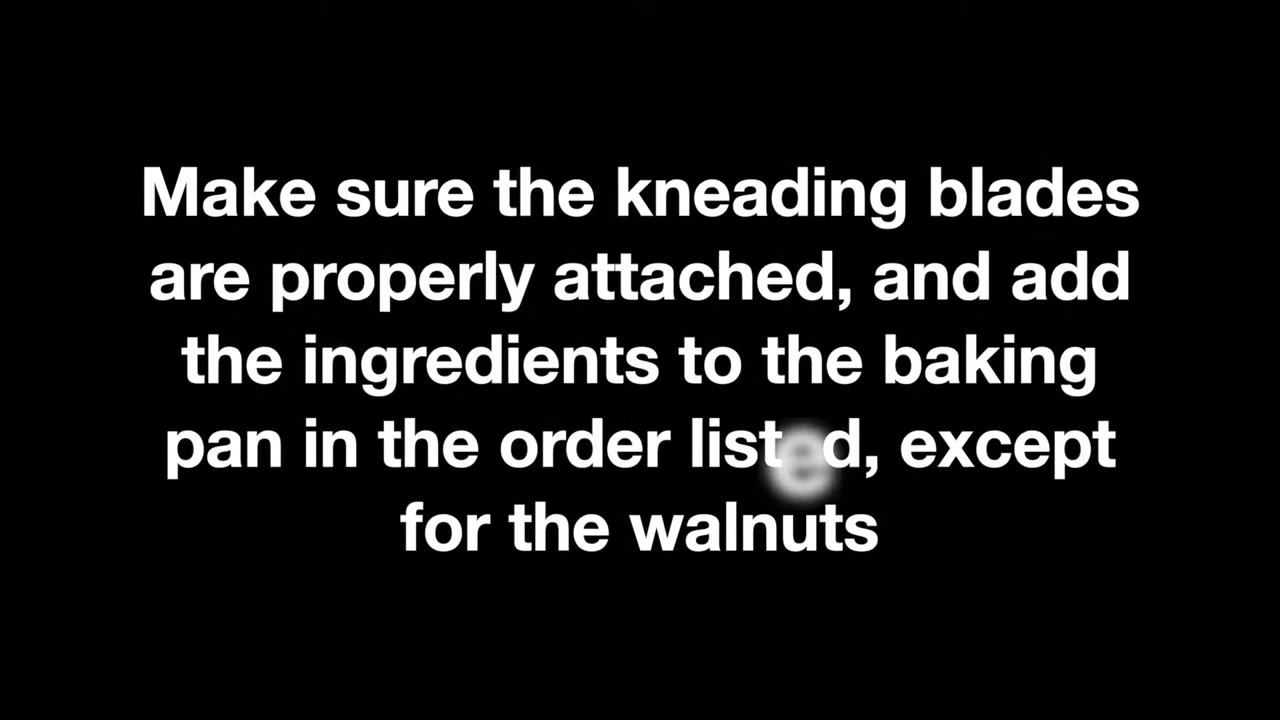 Make sure the kneading blades
are properly attached, and add
the ingredients to the baking
pan in the order listed, except
for the walnuts